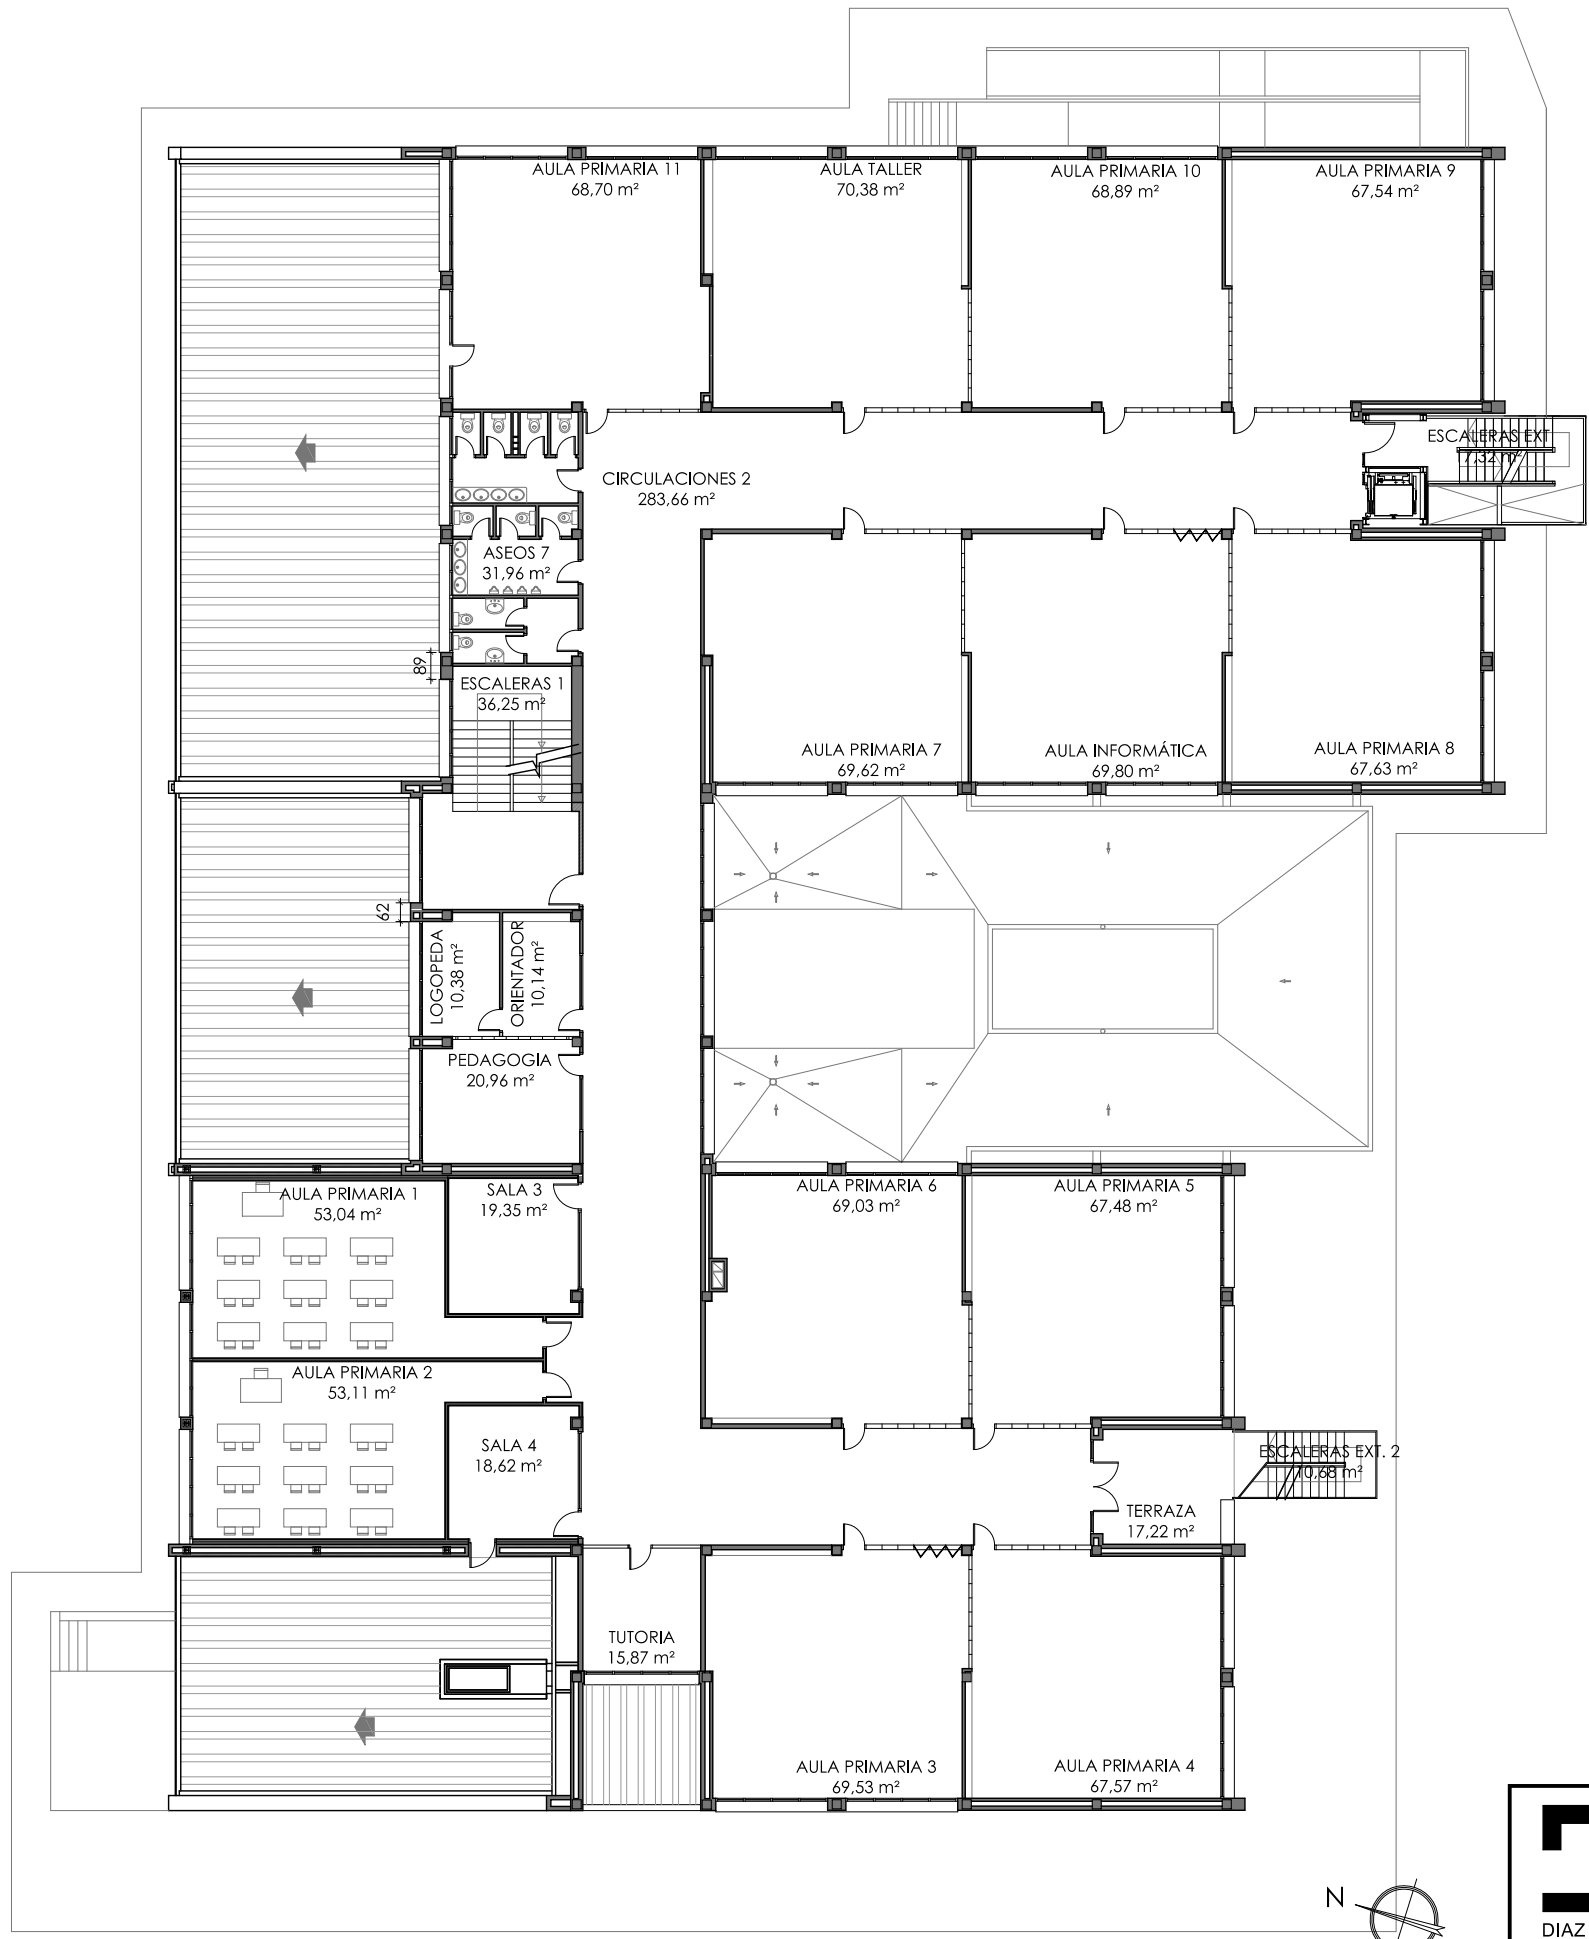 AULA PRIMARIA 11
68,70 m²
AULA TALLER
70,38 m²
AULA PRIMARIA 10
68,89 m²
AULA PRIMARIA 9
67,54 m²
ESCALERAS EXT
7,32 m²
CIRCULACIONES 2
283,66 m²
ASEOS 7
31,96 m²
89
ESCALERAS 1
36,25 m²
AULA PRIMARIA 7
69,62 m²
AULA INFORMÁTICA
69,80 m²
AULA PRIMARIA 8
67,63 m²
62
LOGOPEDA
10,38 m²
ORIENTADOR
10,14 m²
PEDAGOGIA
20,96 m²
AULA PRIMARIA 1
53,04 m²
SALA 3
19,35 m²
AULA PRIMARIA 6
69,03 m²
AULA PRIMARIA 5
67,48 m²
AULA PRIMARIA 2
53,11 m²
SALA 4
18,62 m²
ESCALERAS EXT. 2
10,68 m²
TERRAZA
17,22 m²
TUTORIA
15,87 m²
AULA PRIMARIA 3
69,53 m²
AULA PRIMARIA 4
67,57 m²
N
DIAZ